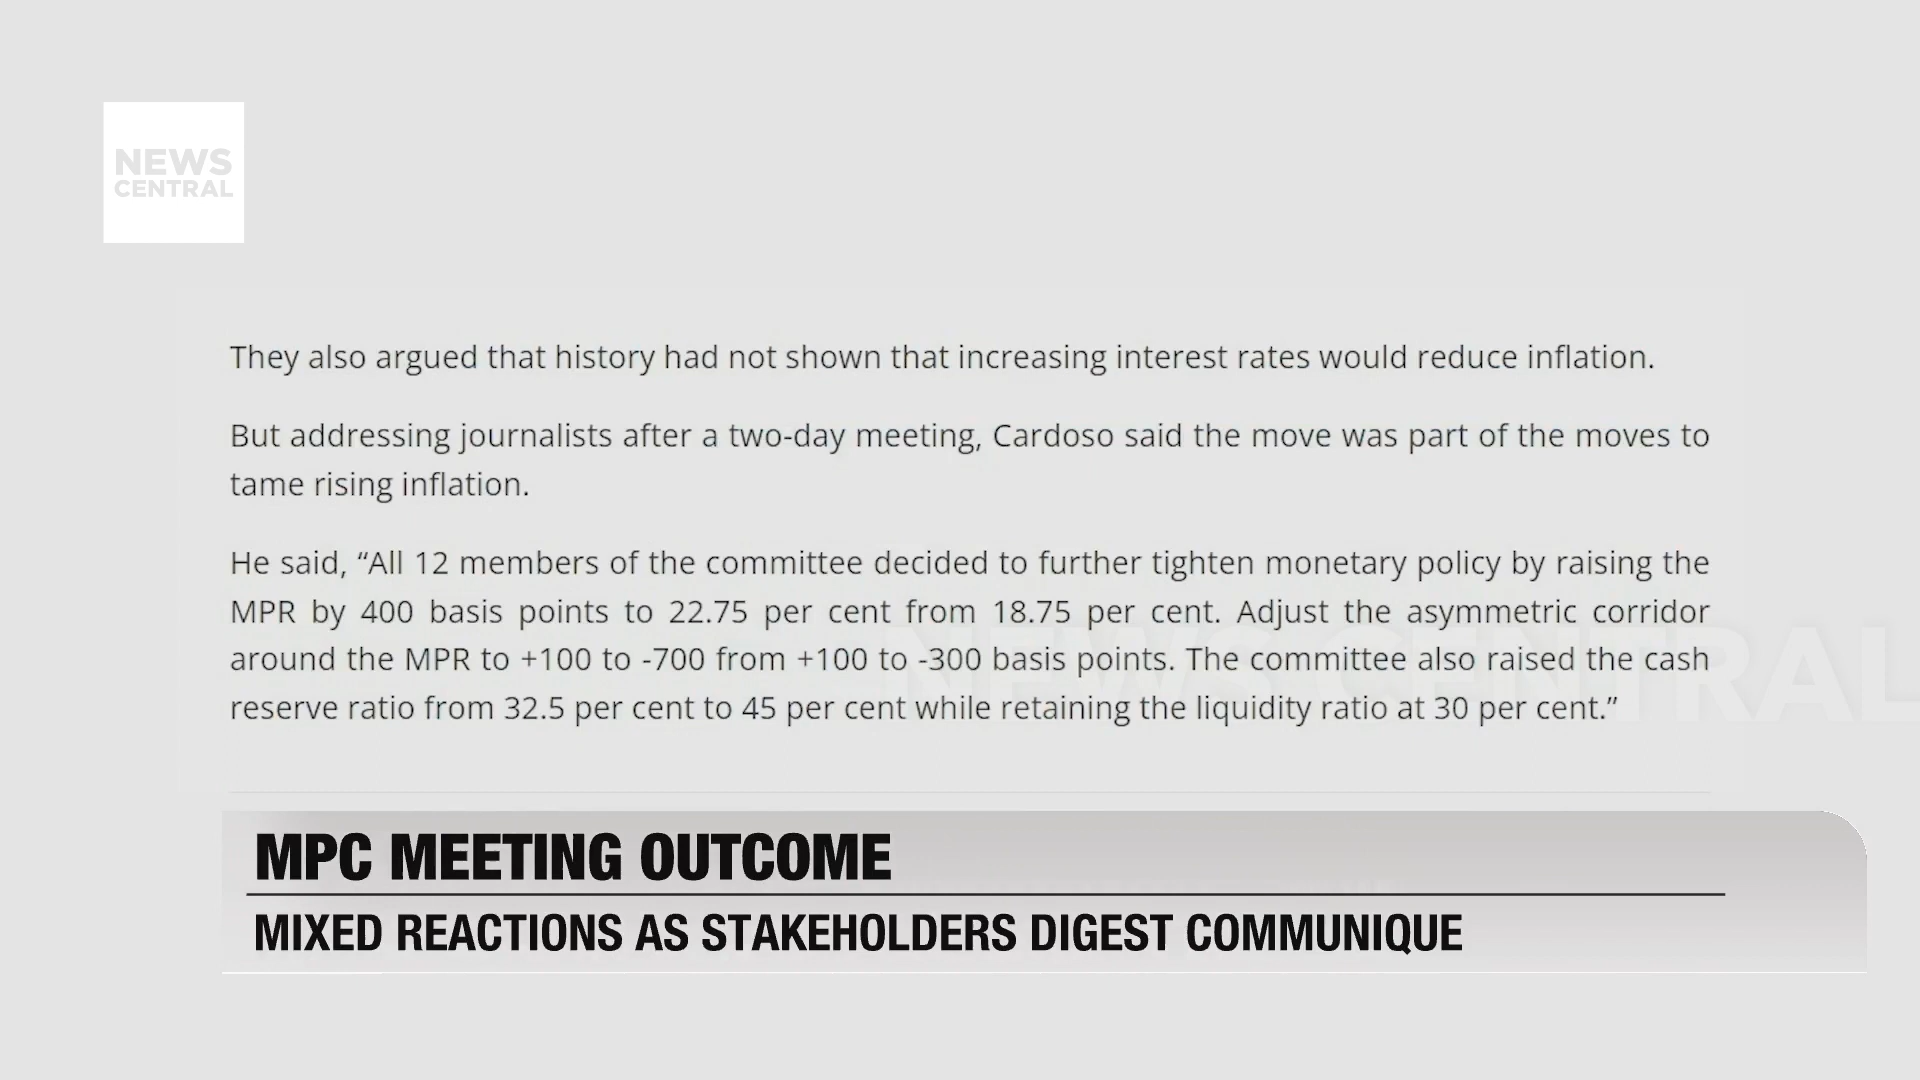 NEWS
CENTRAL
They also argued that history had not shown that increasing interest rates would reduce inflation.
But addressing journalists after a two-day meeting, Cardoso said the move was part of the moves to
tame rising inflation.
He said, “All 12 members of the committee decided to further tighten monetary policy by raising the
MPR by 400 basis points to 22.75 per cent from 18.75 per cent. Adjust the asymmetric corridor
around the MPR to +100 to -700 from +100 to -300 basis points. The committee also raised the cash
reserve ratio from 32.5 per cent to 45 per cent while retaining the liquidity ratio at 30 per cent.”
NEWS CENTRAL
MPC MEETING OUTCOME
MIXED REACTIONS AS STAKEHOLDERS DIGEST COMMUNIQUE